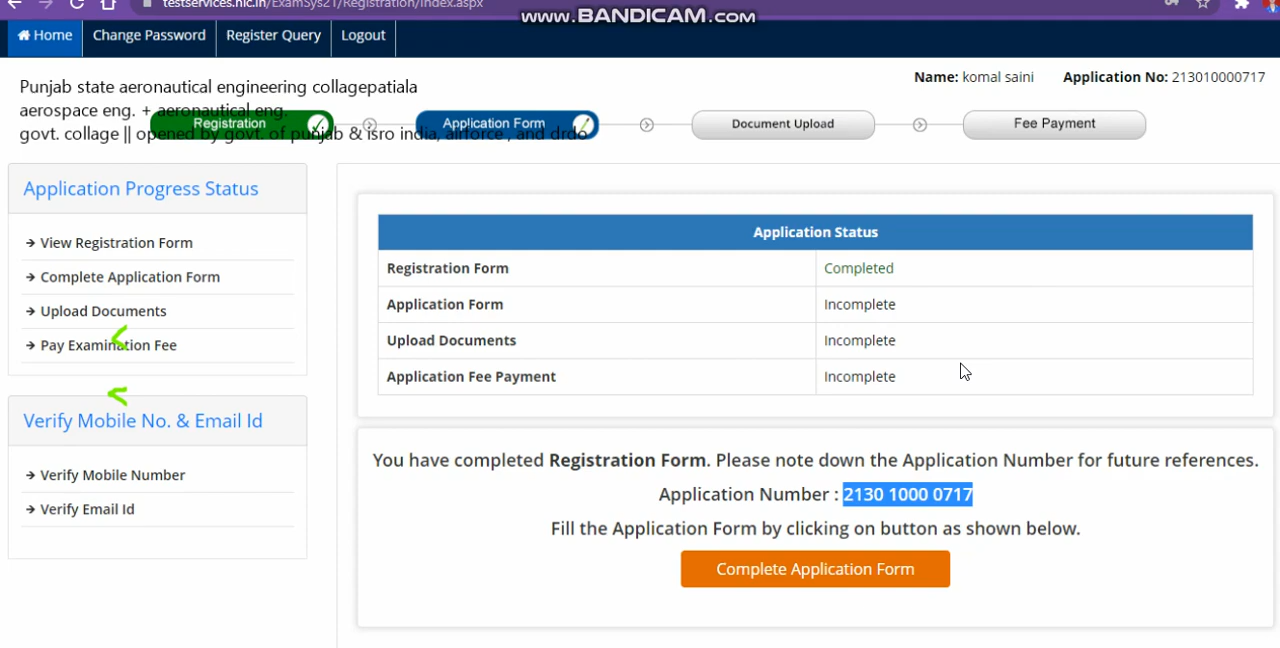 testservices.nic.in/ExamSys21/Registration/Index.aspx
www.BANDICAM.com
Home
Change Password
Register Query
Logout
Name: komal saini
Application No: 213010000717
Punjab state aeronautical engineering collagepatiala
aerospace eng. + aeronautical eng.
govt. collage || opened by govt. of punjab & isro india, airforce , and drdo
Registration
Application Form
Document Upload
Fee Payment
Application Progress Status
View Registration Form
Complete Application Form
Upload Documents
Pay Examination Fee
Verify Mobile No. & Email Id
Verify Mobile Number
Verify Email Id
Application Status
Registration Form Completed
Application Form Incomplete
Upload Documents Incomplete
Application Fee Payment Incomplete
You have completed Registration Form. Please note down the Application Number for future references.
Application Number : 2130 1000 0717
Fill the Application Form by clicking on button as shown below.
Complete Application Form